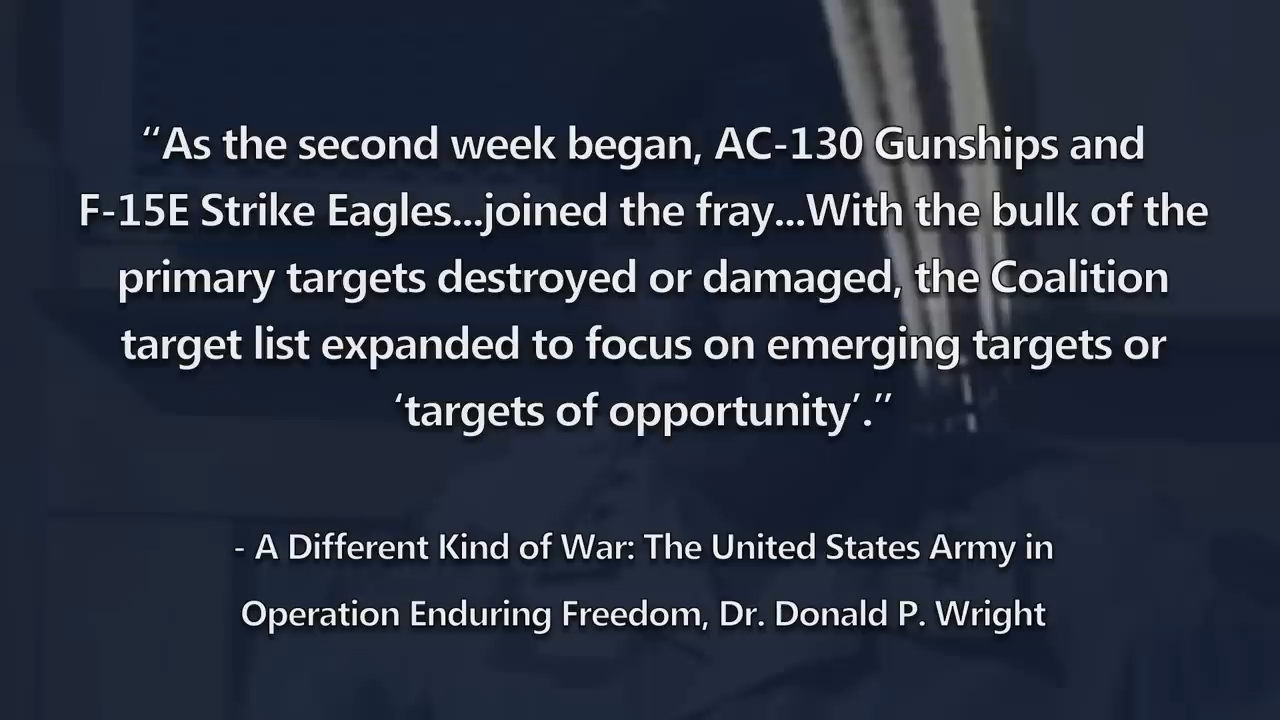 “As the second week began, AC-130 Gunships and
F-15E Strike Eagles...joined the fray...With the bulk of the
primary targets destroyed or damaged, the Coalition
target list expanded to focus on emerging targets or
‘targets of opportunity’.”
- A Different Kind of War: The United States Army in
Operation Enduring Freedom, Dr. Donald P. Wright